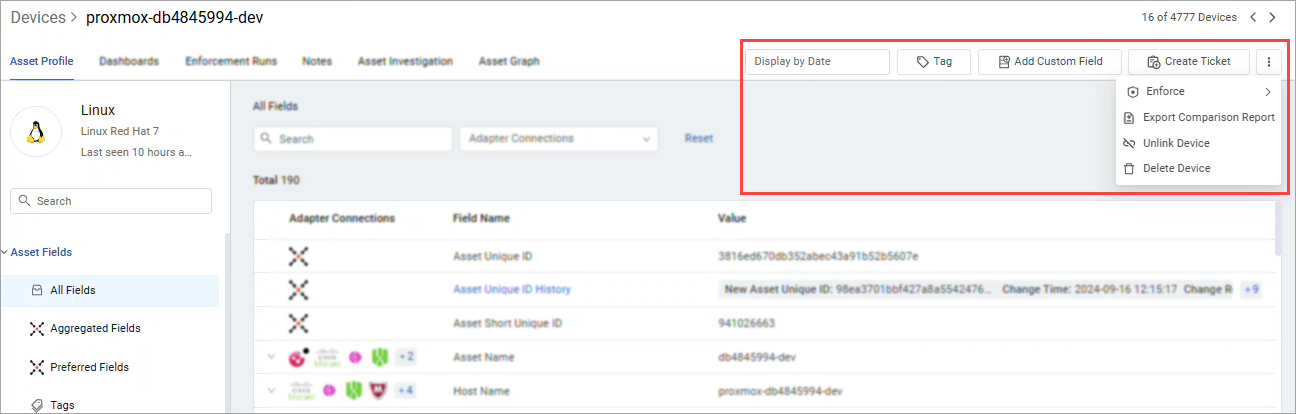 Devices > proxmox-db4845994-dev
16 of 4777 Devices
Asset Profile Dashboards Enforcement Runs Notes Asset Investigation Asset Graph
Display by Date Tag Add Custom Field Create Ticket
Enforce
Export Comparison Report
Unlink Device
Delete Device
Linux
Linux Red Hat 7
Last seen 10 hours a...
Search
Asset Fields
All Fields
Aggregated Fields
Preferred Fields
Tags
All Fields
Search Adapter Connections Reset
Total 190
Adapter Connections Field Name Value
Asset Unique ID 3816ed670db352abec43a91b52b5607e
Asset Unique ID History New Asset Unique ID: 98ea3701bbf427a8a5542476... Change Time: 2024-09-16 12:15:17 Change R +9
Asset Short Unique ID 941026663
+2 Asset Name db4845994-dev
+4 Host Name proxmox-db4845994-dev